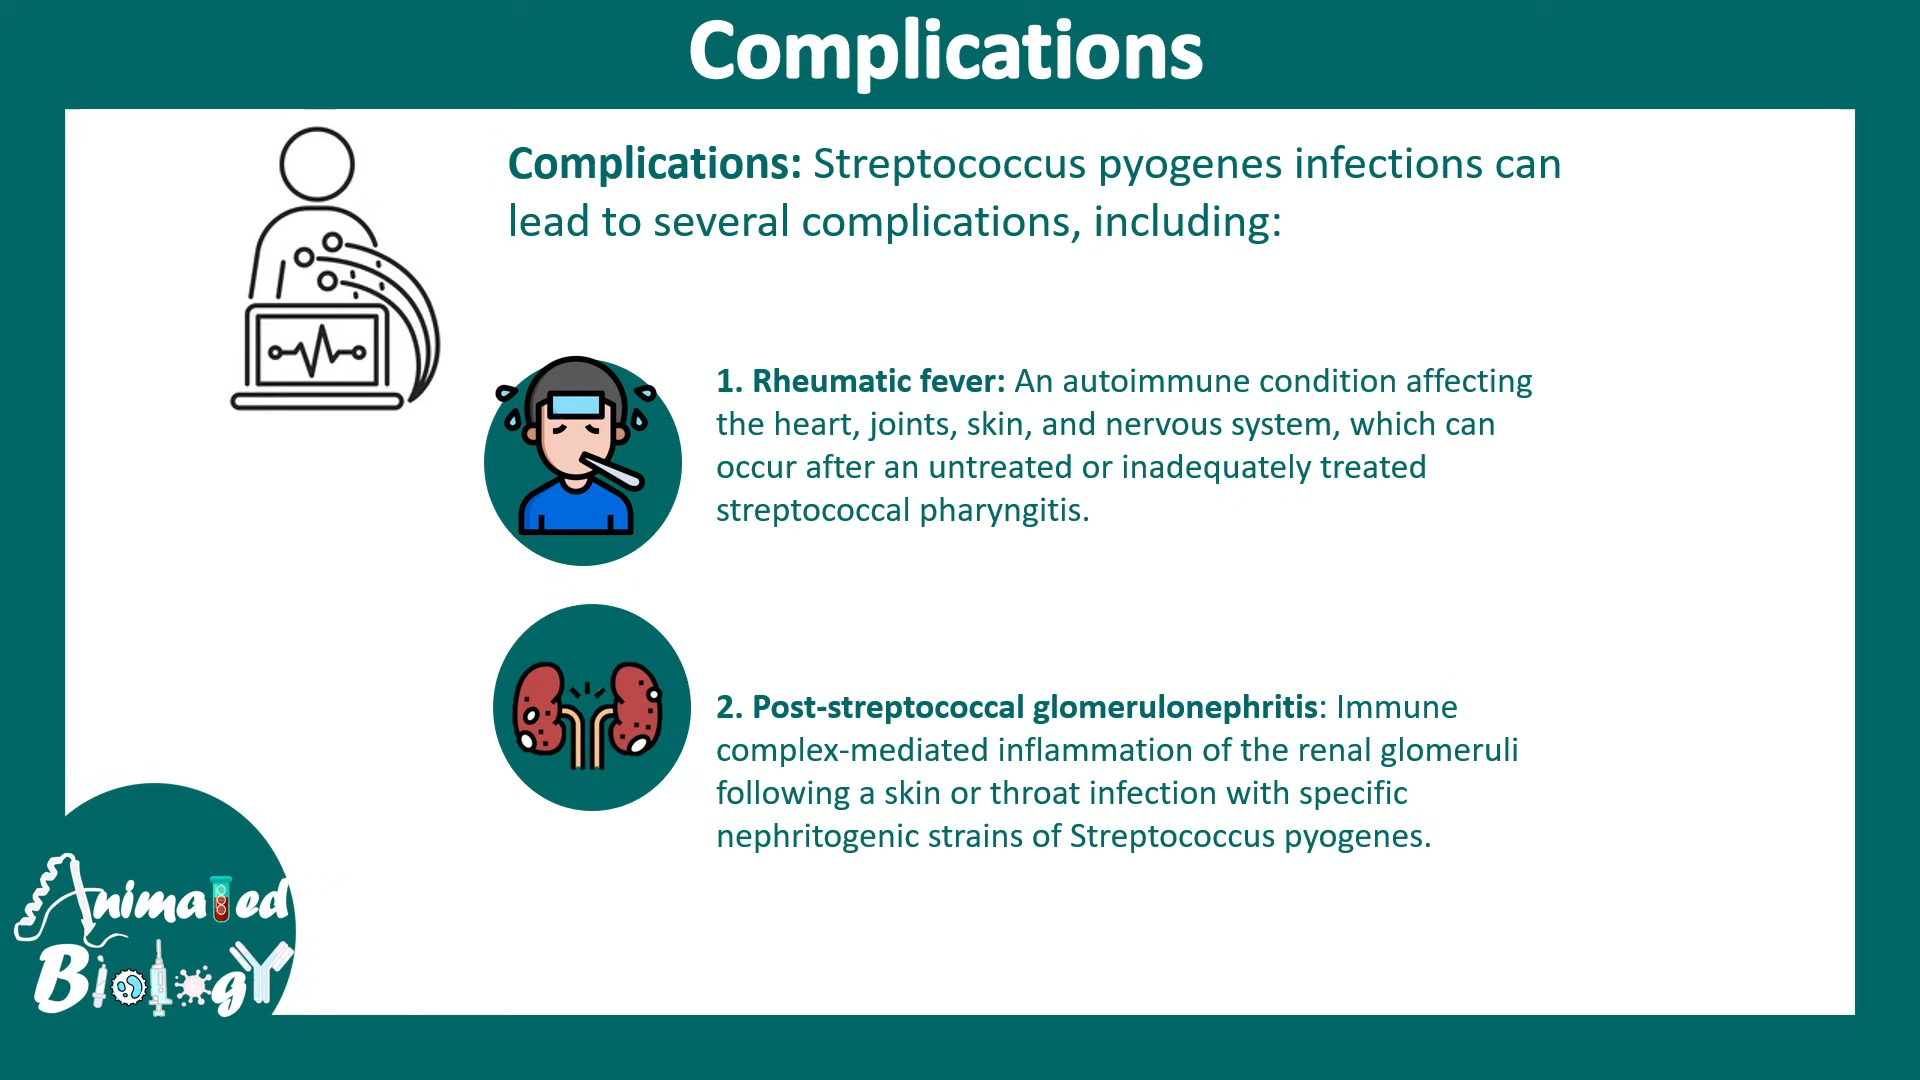 Complications
Complications: Streptococcus pyogenes infections can
lead to several complications, including:
1. Rheumatic fever: An autoimmune condition affecting
the heart, joints, skin, and nervous system, which can
occur after an untreated or inadequately treated
streptococcal pharyngitis.
2. Post-streptococcal glomerulonephritis: Immune
complex-mediated inflammation of the renal glomeruli
following a skin or throat infection with specific
nephritogenic strains of Streptococcus pyogenes.
Animated
Biology